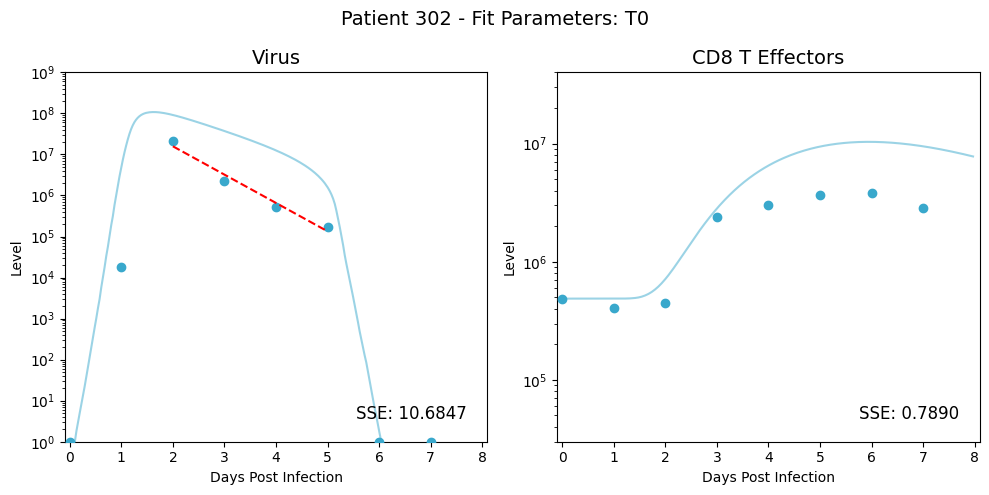 Patient 302 - Fit Parameters: T0
Virus
CD8 T Effectors
10^9
10^8
10^7
10^6
10^5
10^4
10^3
10^2
10^1
10^0
Level
SSE: 10.6847
0 1 2 3 4 5 6 7 8
Days Post Infection
10^7
10^6
10^5
Level
SSE: 0.7890
0 1 2 3 4 5 6 7 8
Days Post Infection